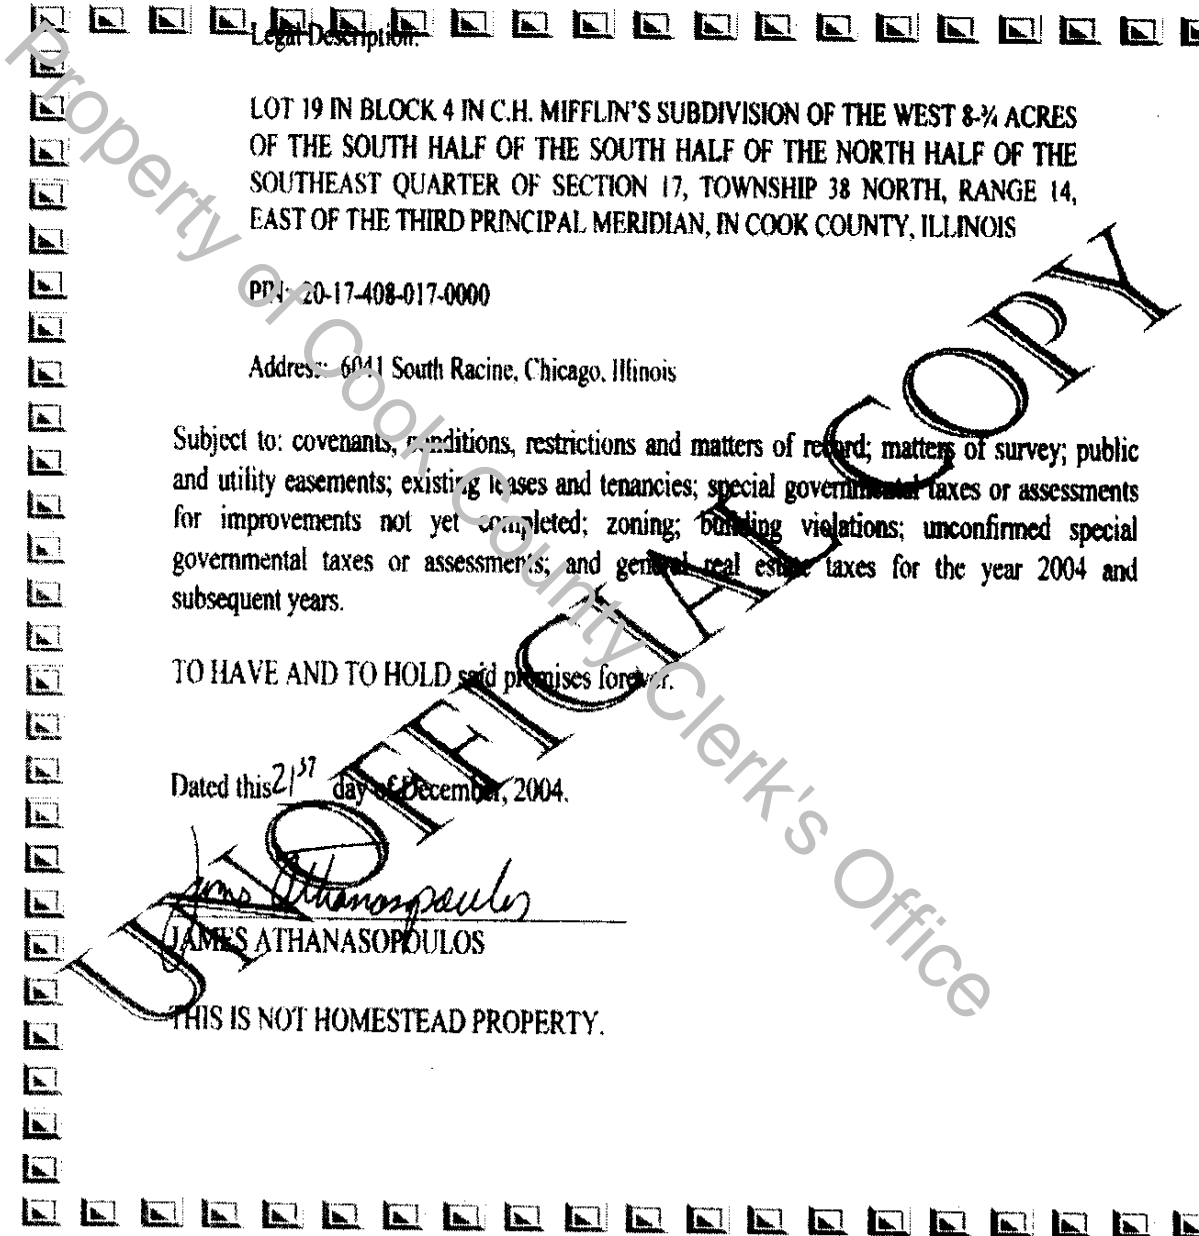 Legal Description:
LOT 19 IN BLOCK 4 IN C.H. MIFFLIN'S SUBDIVISION OF THE WEST 8-¾ ACRES
OF THE SOUTH HALF OF THE SOUTH HALF OF THE NORTH HALF OF THE
SOUTHEAST QUARTER OF SECTION 17, TOWNSHIP 38 NORTH, RANGE 14,
EAST OF THE THIRD PRINCIPAL MERIDIAN, IN COOK COUNTY, ILLINOIS
PIN: 20-17-408-017-0000
Address: 6041 South Racine, Chicago, Illinois
Subject to: covenants, conditions, restrictions and matters of record; matters of survey; public
and utility easements; existing leases and tenancies; special governmental taxes or assessments
for improvements not yet completed; zoning; building violations; unconfirmed special
governmental taxes or assessments; and general real estate taxes for the year 2004 and
subsequent years.
TO HAVE AND TO HOLD said premises forever.
Dated this 21ST day of December, 2004.
James Athanasopoulos
JAMES ATHANASOPOULOS
THIS IS NOT HOMESTEAD PROPERTY.
UNOFFICIAL COPY
Property of Cook County Clerk's Office